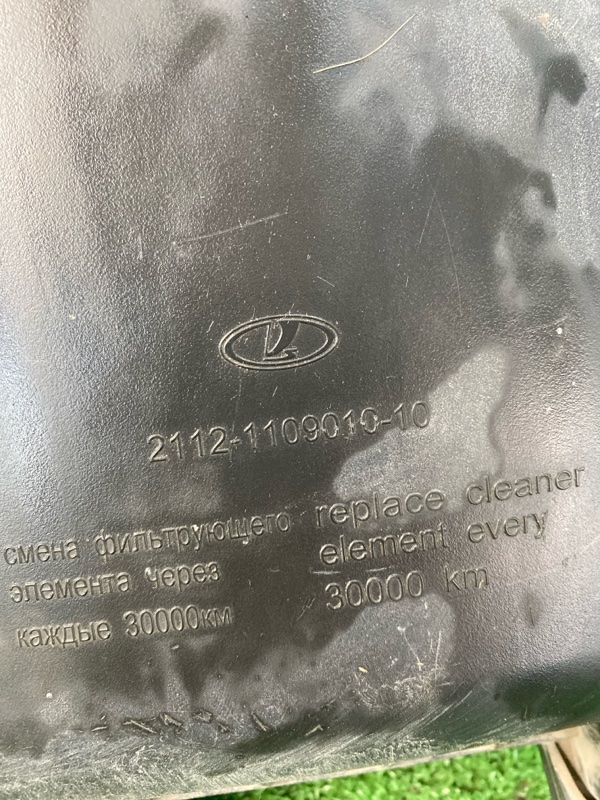 2112-1109010-10
смена фильтрующего
элемента через
каждые 30000км
replace cleaner
element every
30000 km